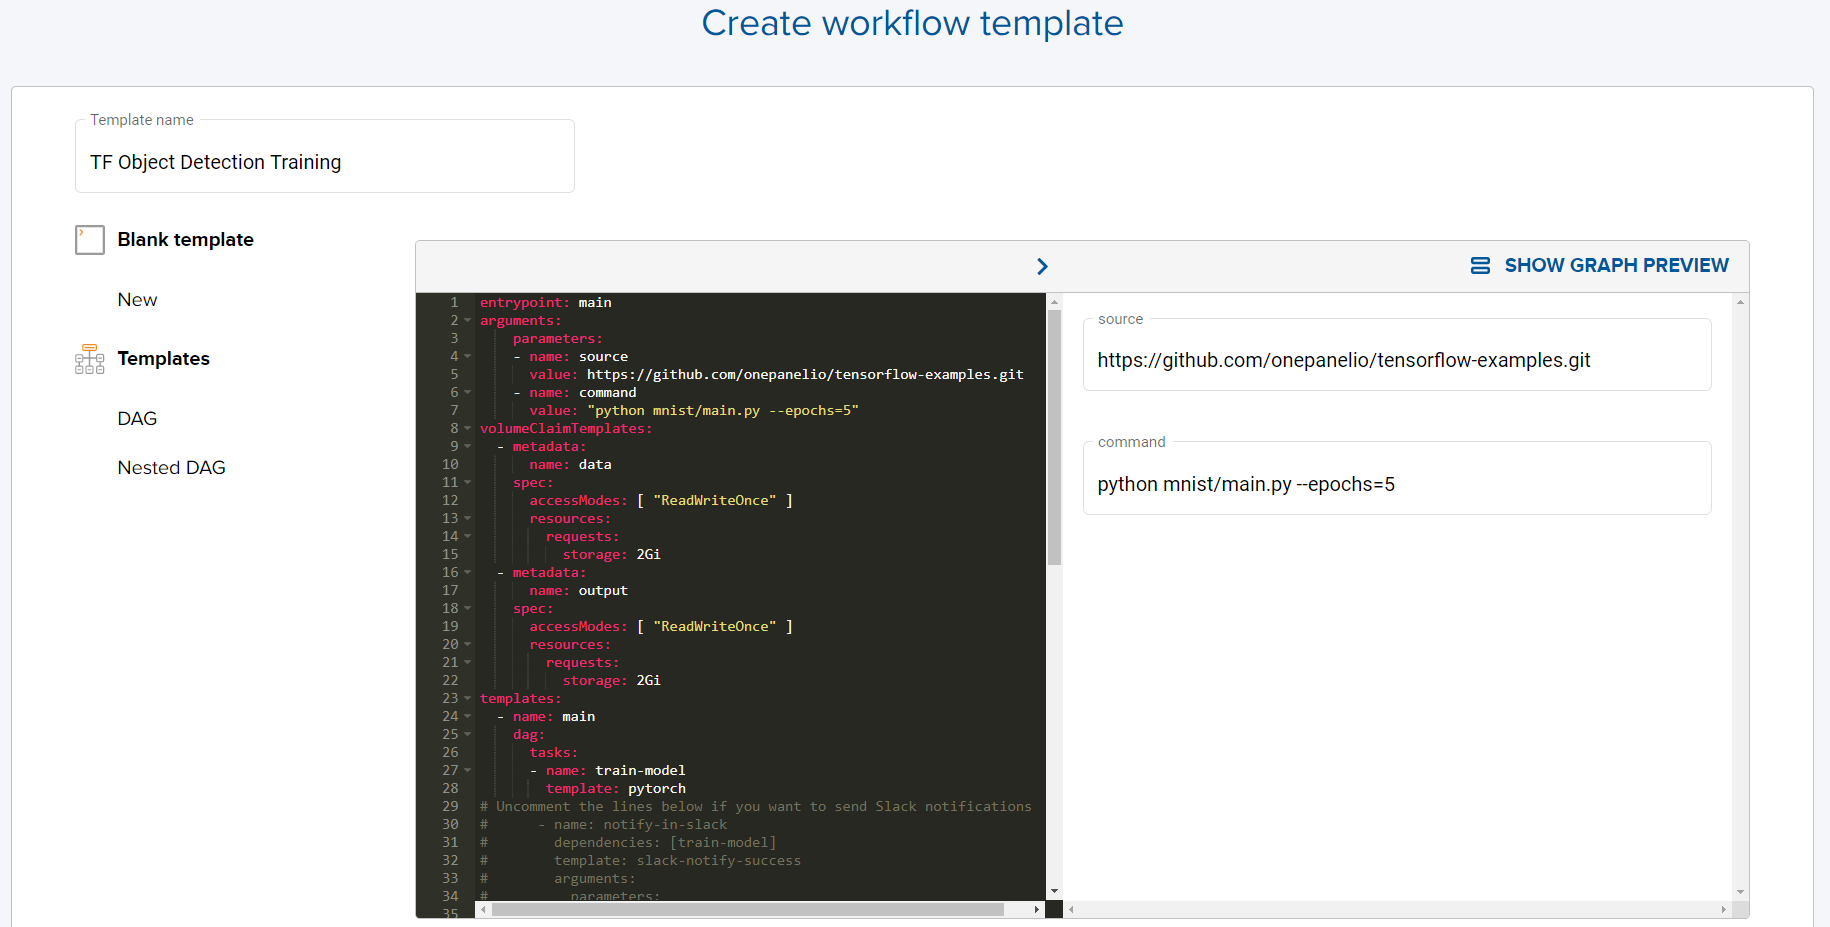 Create workflow template
Template name
TF Object Detection Training
Blank template
New
Templates
DAG
Nested DAG
SHOW GRAPH PREVIEW
1 entrypoint: main
2 arguments:
3 parameters:
4 - name: source
5 value: https://github.com/onepanelio/tensorflow-examples.git
6 - name: command
7 value: "python mnist/main.py --epochs=5"
8 volumeClaimTemplates:
9 - metadata:
10 name: data
11 spec:
12 accessModes: [ "ReadWriteOnce" ]
13 resources:
14 requests:
15 storage: 2Gi
16 - metadata:
17 name: output
18 spec:
19 accessModes: [ "ReadWriteOnce" ]
20 resources:
21 requests:
22 storage: 2Gi
23 templates:
24 - name: main
25 dag:
26 tasks:
27 - name: train-model
28 template: pytorch
29 # Uncomment the lines below if you want to send Slack notifications
30 # - name: notify-in-slack
31 # dependencies: [train-model]
32 # template: slack-notify-success
33 # arguments:
34 # parameters:
35
source
https://github.com/onepanelio/tensorflow-examples.git
command
python mnist/main.py --epochs=5